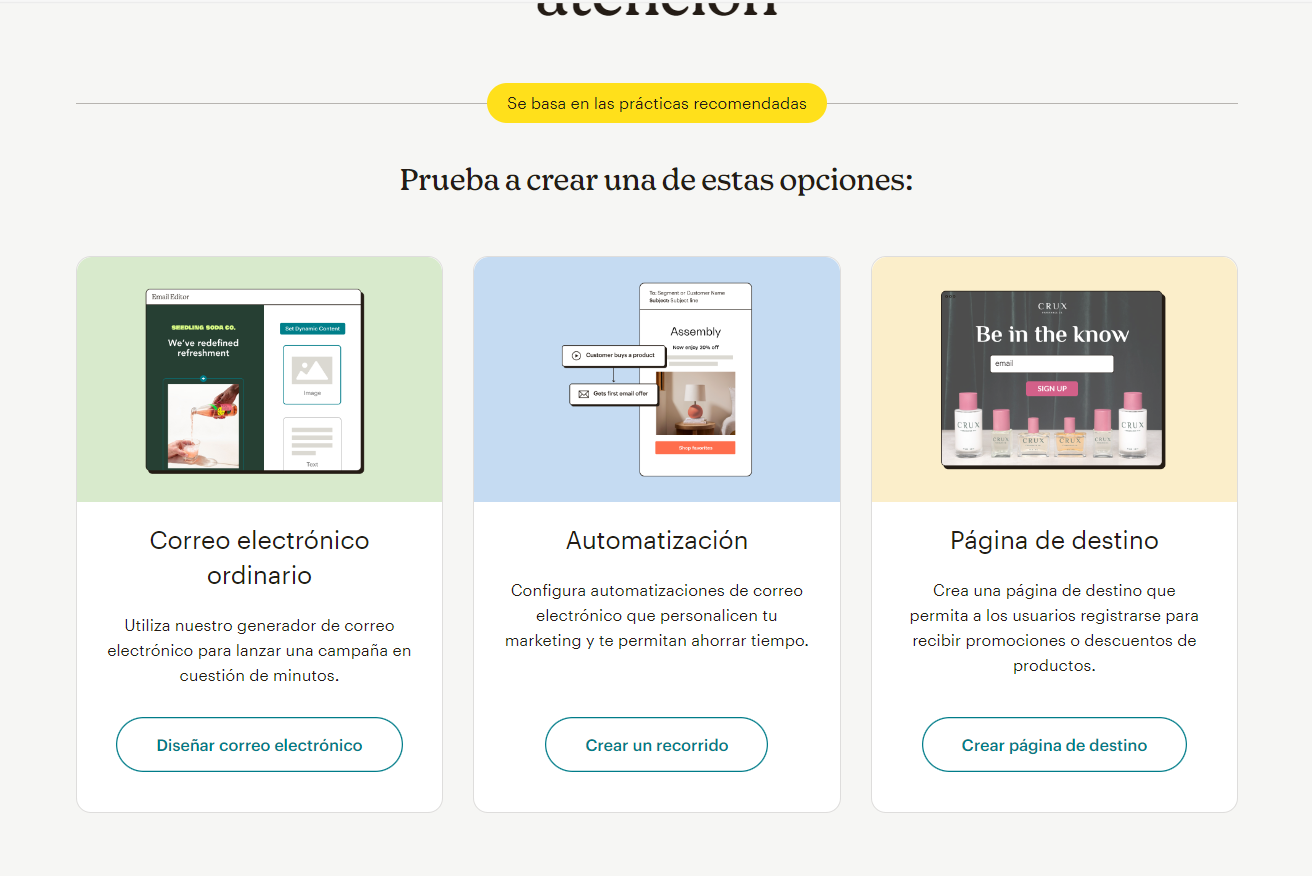 atención
Se basa en las prácticas recomendadas
Prueba a crear una de estas opciones:
Email Editor
SEEDLING SODA CO.
We've redefined
refreshment
Set Dynamic Content
Image
Text
To: Segment or Customer Name
Subject: Subject line
Assembly
Now enjoy 20% off
Customer buys a product
Gets first email offer
Shop favorites
CRUX
Be in the know
email
SIGN UP
CRUX
CRUX
CRUX
CRUX
CRUX
CRUX
Correo electrónico
ordinario
Utiliza nuestro generador de correo
electrónico para lanzar una campaña en
cuestión de minutos.
Diseñar correo electrónico
Automatización
Configura automatizaciones de correo
electrónico que personalicen tu
marketing y te permitan ahorrar tiempo.
Crear un recorrido
Página de destino
Crea una página de destino que
permita a los usuarios registrarse para
recibir promociones o descuentos de
productos.
Crear página de destino